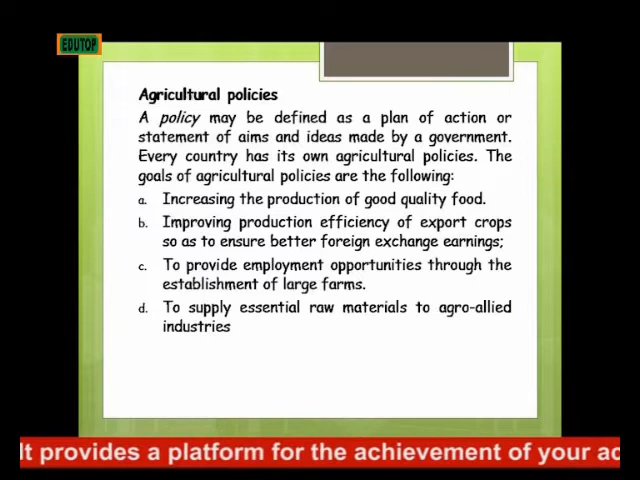 EDUTOP
Agricultural policies
A policy may be defined as a plan of action or
statement of aims and ideas made by a government.
Every country has its own agricultural policies. The
goals of agricultural policies are the following:
a. Increasing the production of good quality food.
b. Improving production efficiency of export crops
so as to ensure better foreign exchange earnings;
c. To provide employment opportunities through the
establishment of large farms.
d. To supply essential raw materials to agro-allied
industries
It provides a platform for the achievement of your ac